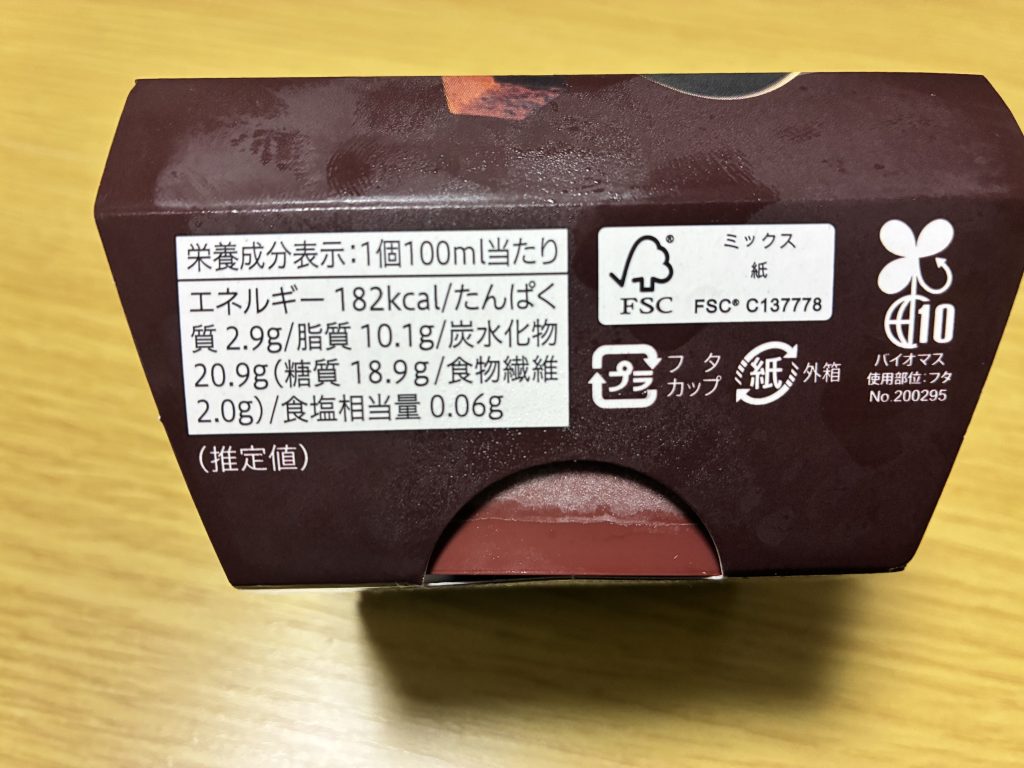 栄養成分表示:1個100ml当たり
エネルギー 182kcal/たんぱく
質 2.9g/脂質 10.1g/炭水化物
20.9g(糖質 18.9g/食物繊維
2.0g)/食塩相当量 0.06g
(推定値)
FSC
®
ミックス
紙
FSC® C137778
プラ
フタ
カップ
紙
外箱
10
バイオマス
使用部位:フタ
No.200295